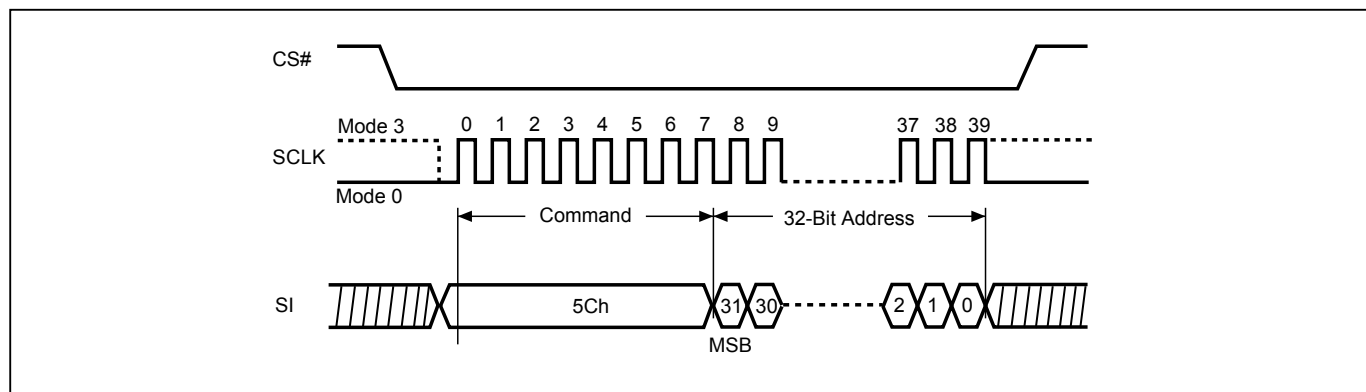 CS#
Mode 3
0 1 2 3 4 5 6 7 8 9 37 38 39
SCLK
Mode 0
Command 32-Bit Address
SI 5Ch 31 30 2 1 0
MSB